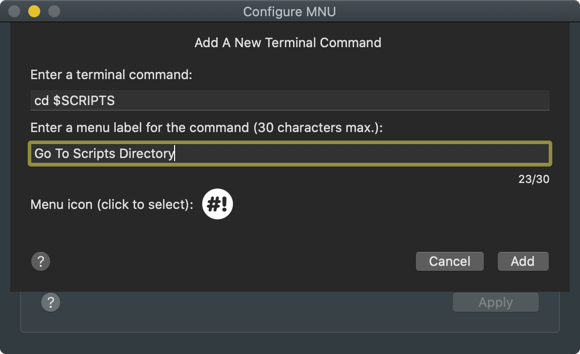 Configure MNU
Add A New Terminal Command
Enter a terminal command:
cd $SCRIPTS
Enter a menu label for the command (30 characters max.):
Go To Scripts Directory
23/30
Menu icon (click to select): #!
? Cancel Add
? Apply